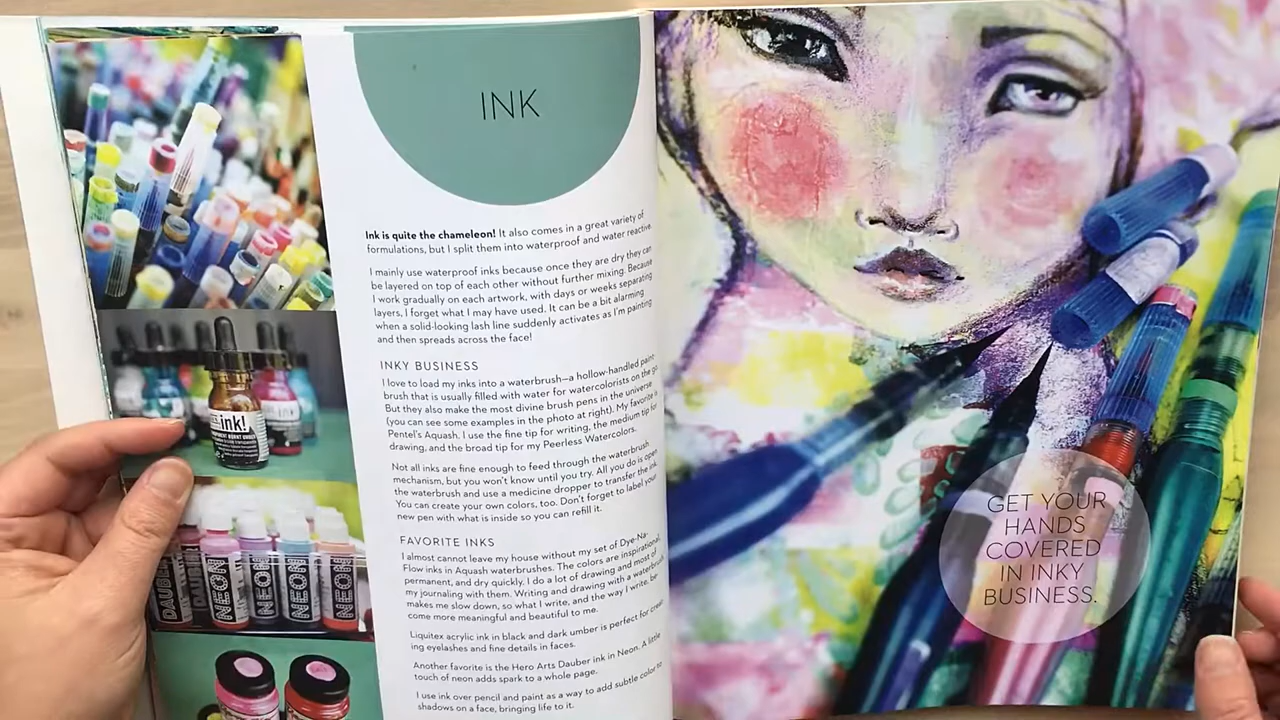 INK
Ink is quite the chameleon! It also comes in a great variety of
formulations, but I split them into waterproof and water reactive.
I mainly use waterproof inks because once they are dry they can
be layered on top of each other without further mixing. Because
I work gradually on each artwork, with days or weeks separating
layers, I forget what I may have used. It can be a bit alarming
when a solid-looking lash line suddenly activates as I'm painting
and then spreads across the face!
INKY BUSINESS
I love to load my inks into a waterbrush—a hollow-handled paint
brush that is usually filled with water for watercolorists on the go.
But they also make the most divine brush pens in the universe
(you can see some examples in the photo at right). My favorite is
Pentel's Aquash. I use the fine tip for writing, the medium tip for
drawing, and the broad tip for my Peerless Watercolors.
Not all inks are fine enough to feed through the waterbrush
mechanism, but you won't know until you try. All you do is open
the waterbrush and use a medicine dropper to transfer the ink.
You can create your own colors, too. Don't forget to label your
new pen with what is inside so you can refill it.
FAVORITE INKS
I almost cannot leave my house without my set of Dye-Na-
Flow inks in Aquash waterbrushes. The colors are inspirational,
permanent, and dry quickly. I do a lot of drawing and most of
my journaling with them. Writing and drawing with a waterbrush
makes me slow down, so what I write, and the way I write, be
come more meaningful and beautiful to me.
Liquitex acrylic ink in black and dark umber is perfect for creat
ing eyelashes and fine details in faces.
Another favorite is the Hero Arts Dauber ink in Neon. A little
touch of neon adds spark to a whole page.
I use ink over pencil and paint as a way to add subtle color to
shadows on a face, bringing life to it.
ink!
DAUBER
DAUBER
NEON
NEON
NEON
NEON
GET YOUR
HANDS
COVERED
IN INKY
BUSINESS.